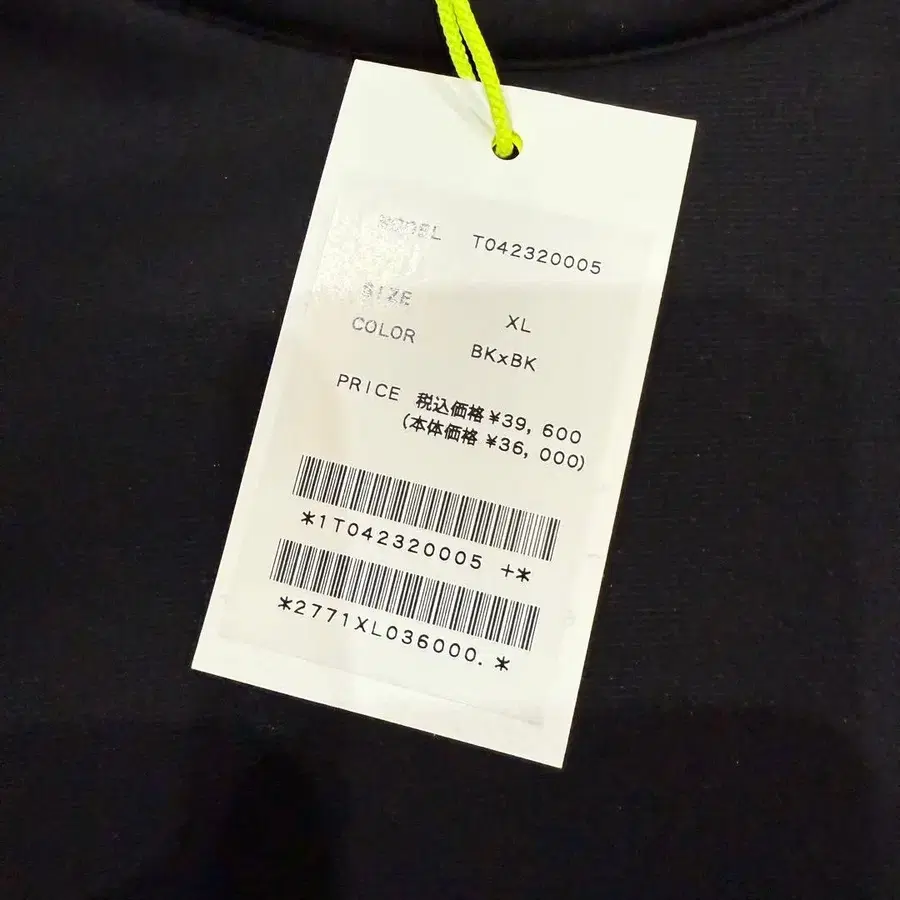 MODEL T042320005
SIZE XL
COLOR BKxBK
PRICE 税込価格 ¥39, 600
(本体価格 ¥36, 000)
*1T042320005 +*
*2771XL036000. *